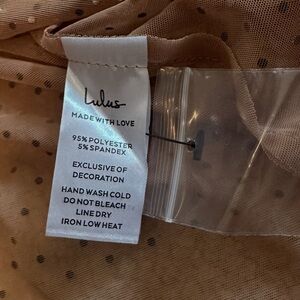 Lulus
MADE WITH LOVE
95% POLYESTER
5% SPANDEX
EXCLUSIVE OF
DECORATION
HAND WASH COLD
DO NOT BLEACH
LINE DRY
IRON LOW HEAT